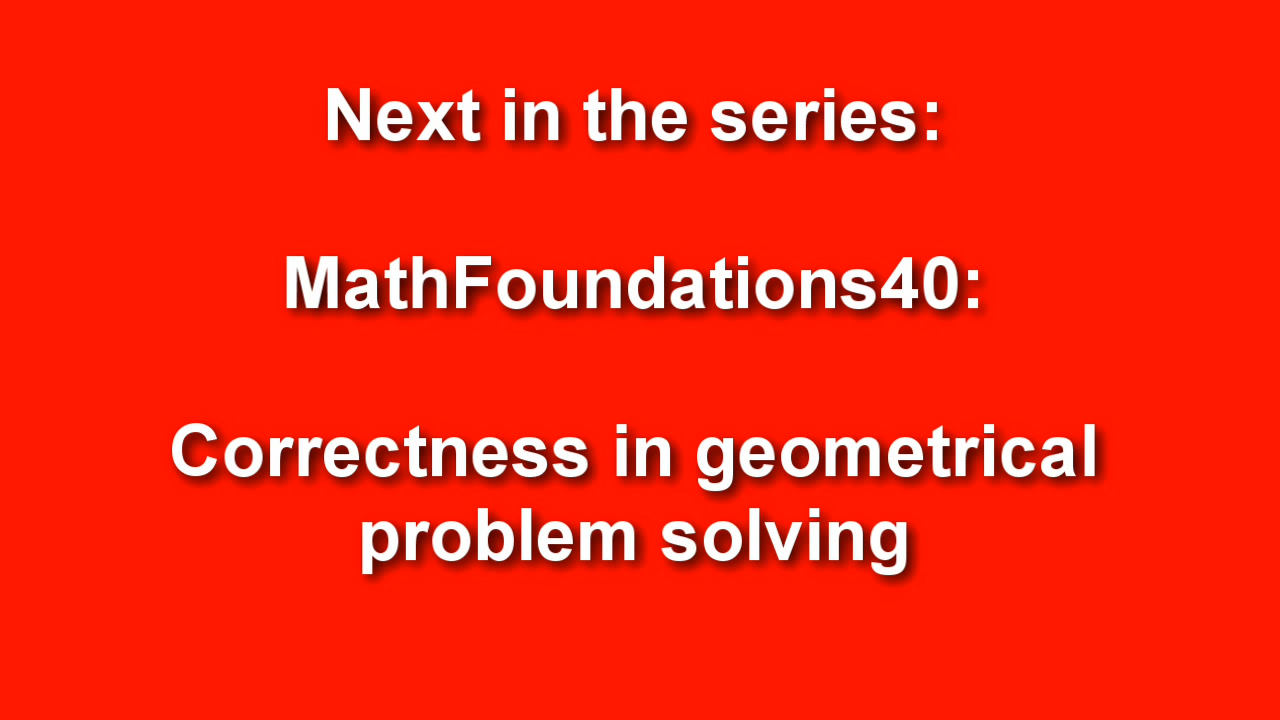 Next in the series:
MathFoundations40:
Correctness in geometrical
problem solving